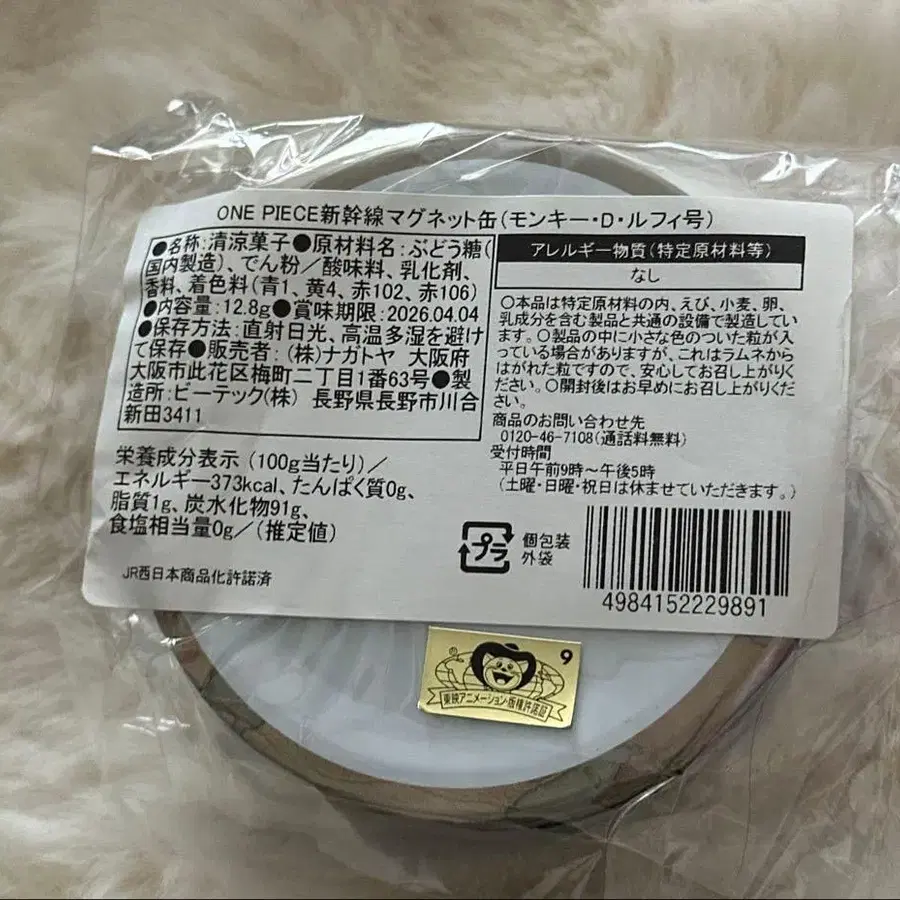 ONE PIECE新幹線マグネット缶(モンキー・D・ルフィ号)
●名称:清涼菓子●原材料名:ぶどう糖(
国内製造)、でん粉/酸味料、乳化剤、
香料、着色料(青1、黄4、赤102、赤106)
●内容量:12.8g●賞味期限:2026.04.04
●保存方法:直射日光、高温多湿を避け
て保存●販売者:(株)ナガトヤ 大阪府
大阪市此花区梅町二丁目1番63号●製
造所:ビーテック(株) 長野県長野市川合
新田3411
アレルギー物質(特定原材料等)
なし
○本品は特定原材料の内、えび、小麦、卵、
乳成分を含む製品と共通の設備で製造してい
ます。○製品の中に小さな色のついた粒が入
っている場合がありますが、これはラムネから
はがれた粒ですので、安心してお召し上がりく
ださい。○開封後はお早めにお召し上がりくだ
さい。
商品のお問い合わせ先
0120-46-7108(通話料無料)
受付時間
平日午前9時~午後5時
(土曜・日曜・祝日は休ませていただきます。)
栄養成分表示(100g当たり)/
エネルギー373kcal、たんぱく質0g、
脂質1g、炭水化物91g、
食塩相当量0g/(推定値)
JR西日本商品化許諾済
プラ
個包装
外袋
4984152229891
® 9
東映アニメーション・版権許諾証